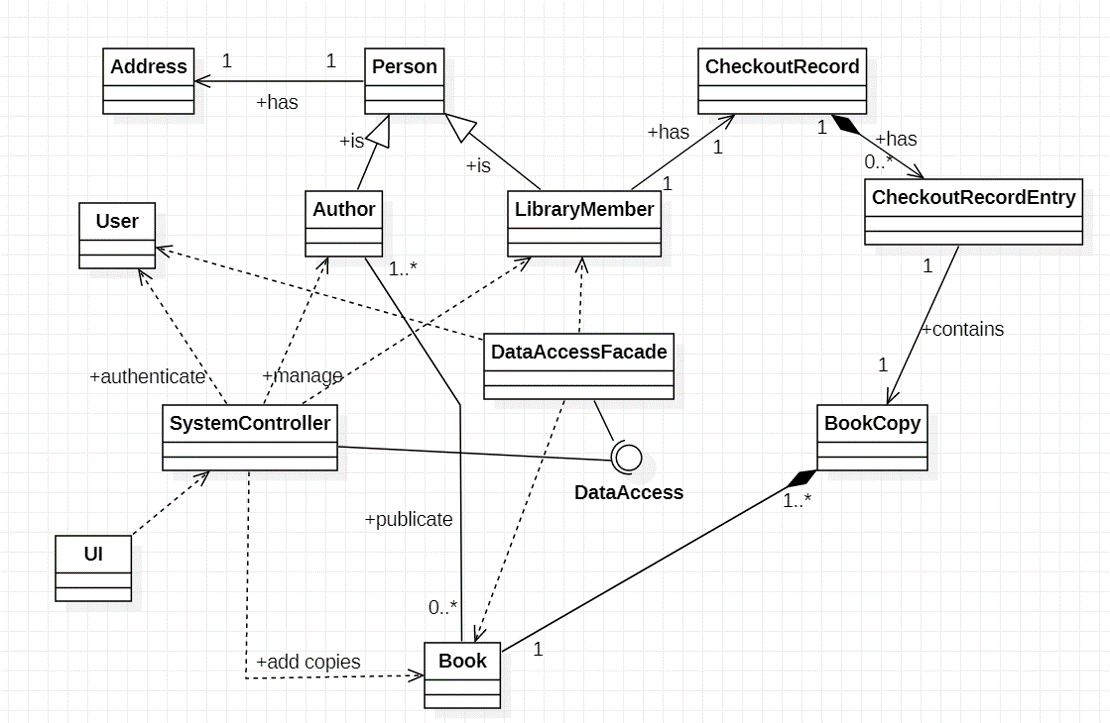 Address
1
1
Person
+has
CheckoutRecord
+is
+is
+has
1
1
1
+has
0..*
CheckoutRecordEntry
User
Author
LibraryMember
1..*
1
+contains
1
DataAccessFacade
+authenticate
+manage
SystemController
BookCopy
DataAccess
1..*
+publicate
UI
0..*
+add copies
Book
1